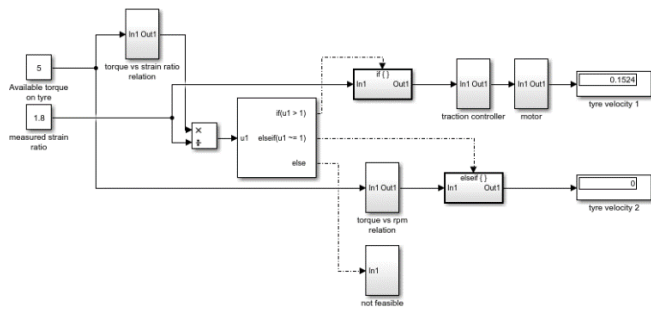 In1 Out1
torque vs strain ratio
relation
5
Available torque
on tyre
1.8
measured strain
ratio
×
÷
u1
if(u1 > 1)
elseif(u1 ~= 1)
else
if { }
In1
Out1
In1 Out1
traction controller
In1 Out1
motor
0.1524
tyre velocity 1
In1 Out1
torque vs rpm
relation
elseif { }
In1
Out1
0
tyre velocity 2
In1
not feasible